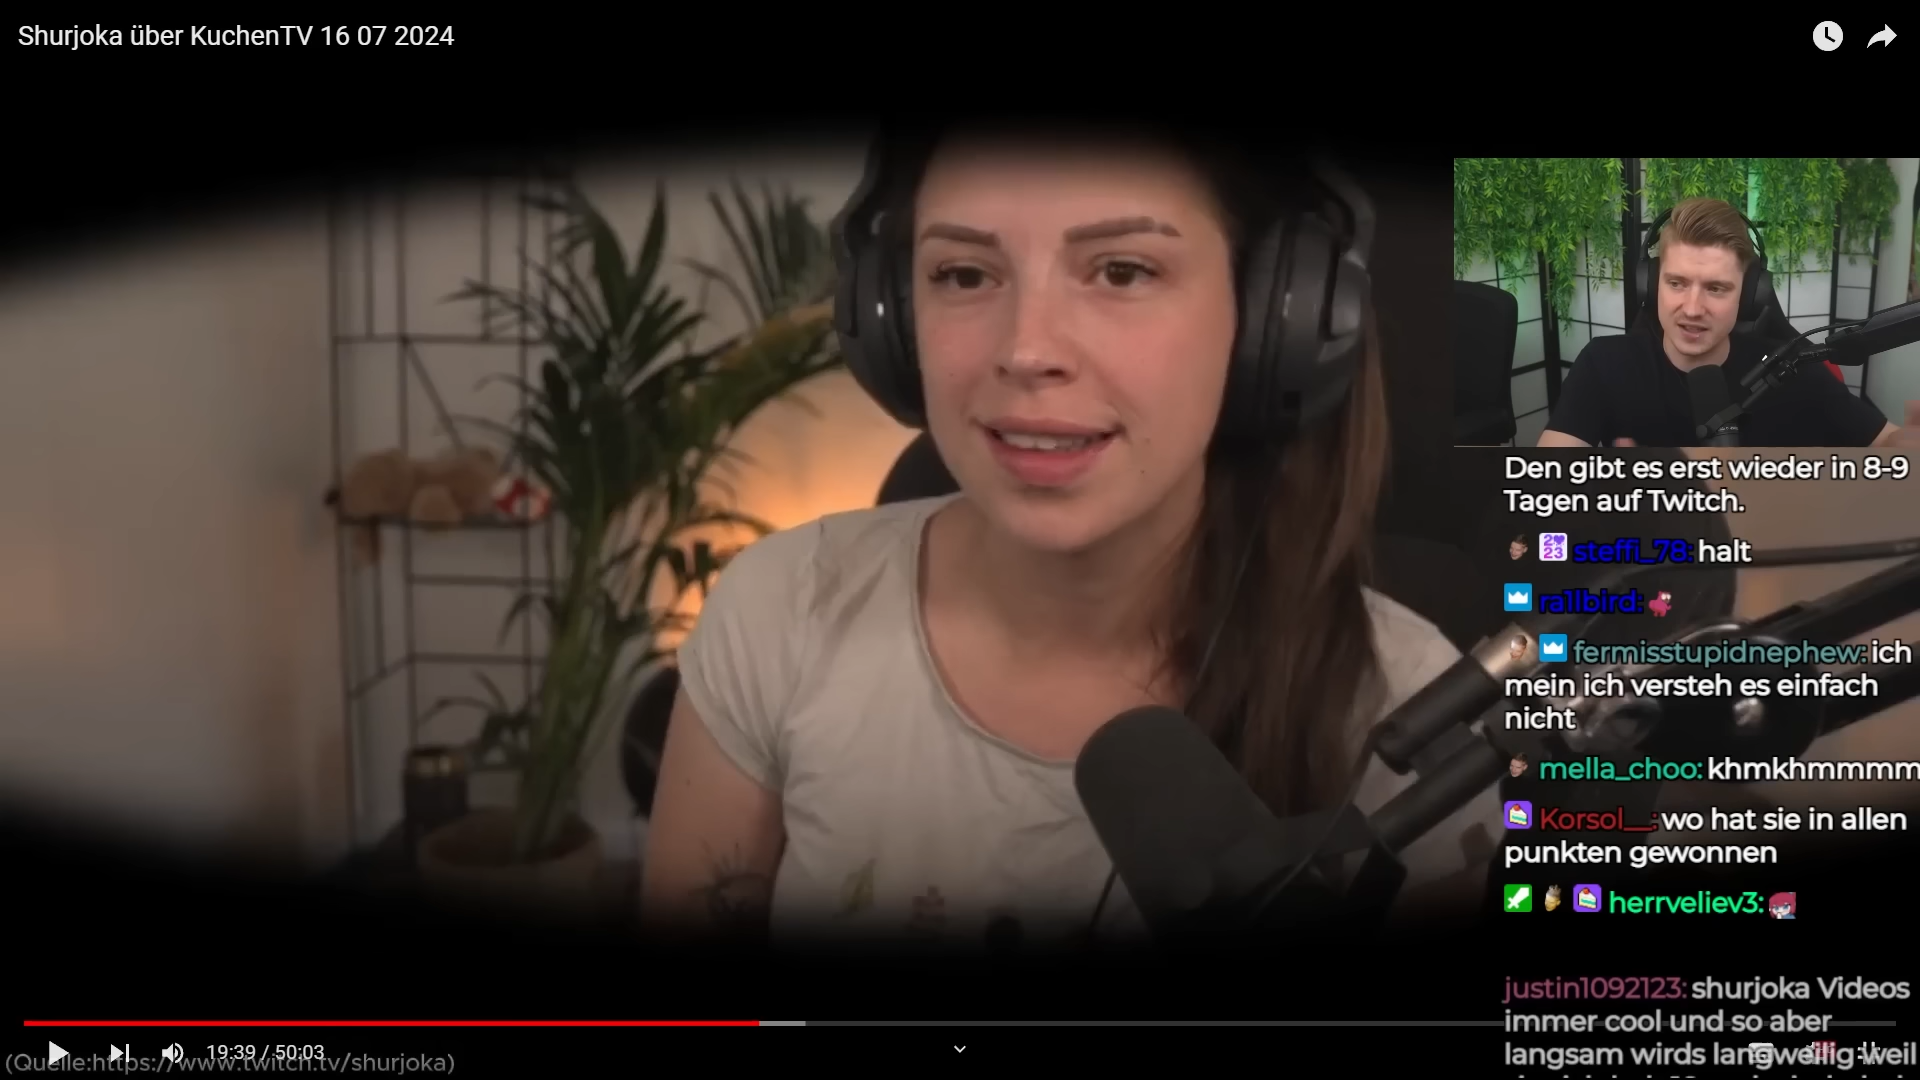 Shurjoka über KuchenTV 16 07 2024
Den gibt es erst wieder in 8-9
Tagen auf Twitch.
steffi_78: halt
ra1lbird:
fermisstupidnephew: ich
mein ich versteh es einfach
nicht
mella_choo: khmkhmmmm
Korsol__: wo hat sie in allen
punkten gewonnen
herrveliev3:
justin1092123: shurjoka Videos
immer cool und so aber
langsam wirds langweilig weil
19:39 / 50:03
(Quelle:https://www.twitch.tv/shurjoka)